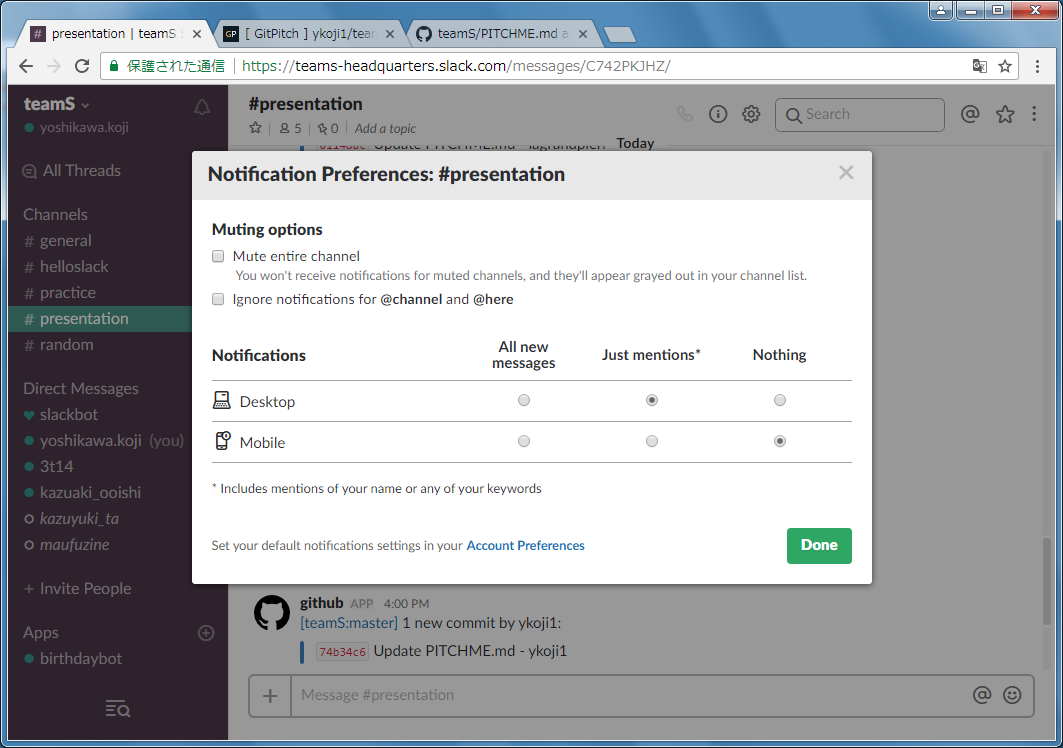 presentation | teamS S
GP [ GitPitch ] ykoji1/tean
teamS/PITCHME.md a
保護された通信 https://teams-headquarters.slack.com/messages/C742PKJHZ/
teamS
yoshikawa.koji
All Threads
Channels
# general
# helloslack
# practice
# presentation
# random
Direct Messages
slackbot
yoshikawa.koji (you)
3t14
kazuaki_ooishi
kazuyuki_ta
maufuzine
+ Invite People
Apps
birthdaybot
#presentation
5 | 0 | Add a topic
Search
Today
Update PITCHME.md - lagrundplen
Notification Preferences: #presentation
Muting options
Mute entire channel
You won't receive notifications for muted channels, and they'll appear grayed out in your channel list.
Ignore notifications for @channel and @here
Notifications
All new
messages
Just mentions*
Nothing
Desktop
Mobile
* Includes mentions of your name or any of your keywords
Set your default notifications settings in your Account Preferences
Done
github APP 4:00 PM
[teamS:master] 1 new commit by ykoji1:
74b34c6 Update PITCHME.md - ykoji1
Message #presentation